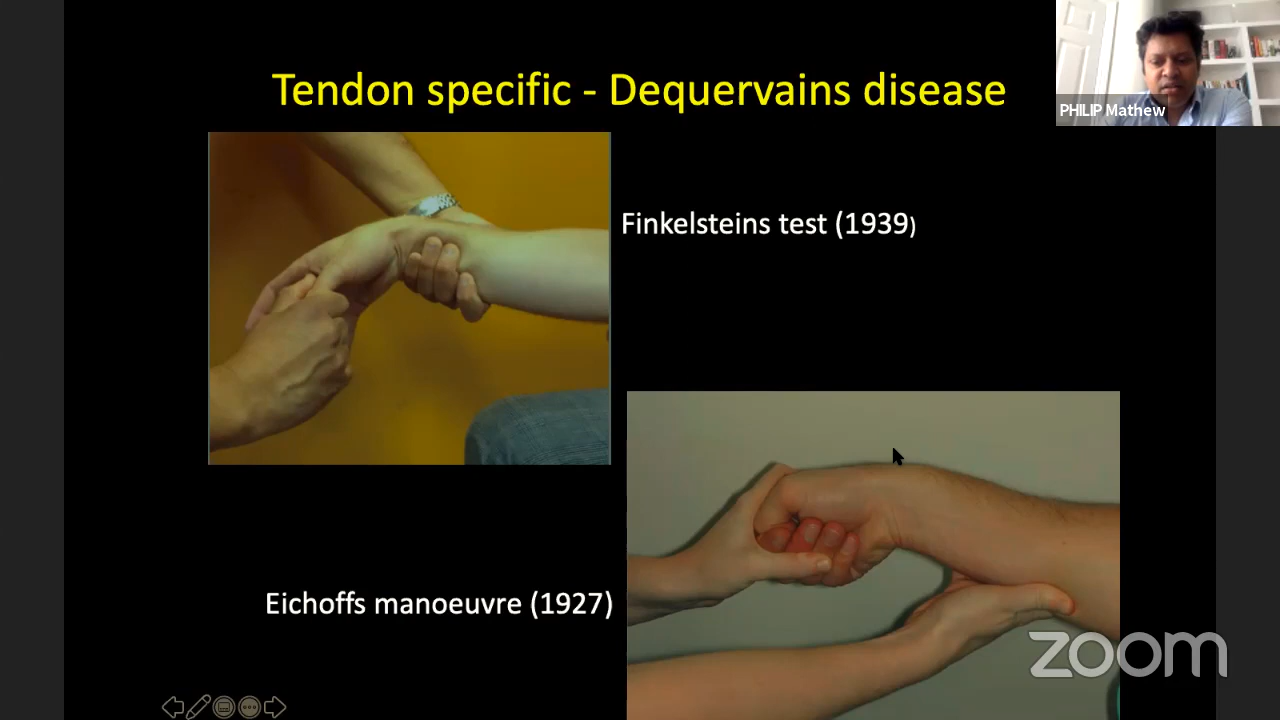 Tendon specific - Dequervains disease
PHILIP Mathew
Finkelsteins test (1939)
Eichoffs manoeuvre (1927)
zoom